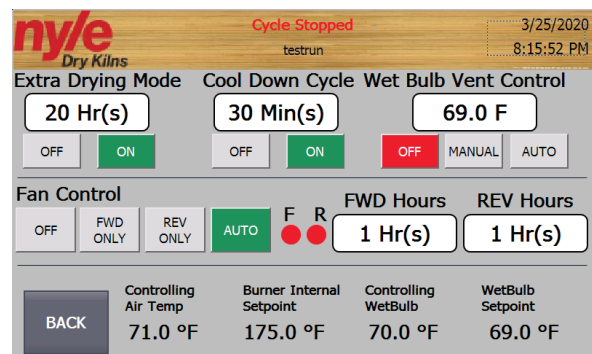 nyle
Dry Kilns
Cycle Stopped
testrun
3/25/2020
8:15:52 PM
Extra Drying Mode
Cool Down Cycle
Wet Bulb Vent Control
20 Hr(s)
30 Min(s)
69.0 F
OFF
ON
OFF
ON
OFF
MANUAL
AUTO
Fan Control
F R
FWD Hours
REV Hours
OFF
FWD
ONLY
REV
ONLY
AUTO
1 Hr(s)
1 Hr(s)
BACK
Controlling
Air Temp
71.0 °F
Burner Internal
Setpoint
175.0 °F
Controlling
WetBulb
70.0 °F
WetBulb
Setpoint
69.0 °F